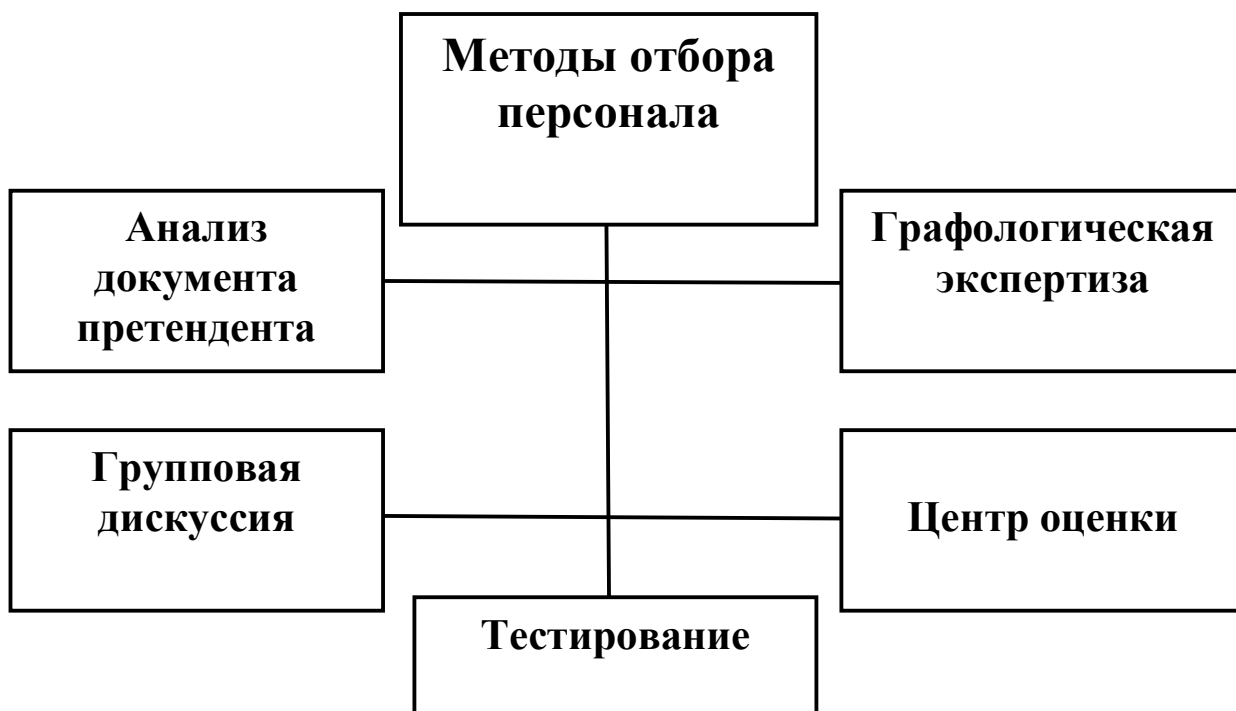 Методы отбора
персонала
Анализ
документа
претендента
Графологическая
экспертиза
Групповая
дискуссия
Центр оценки
Тестирование